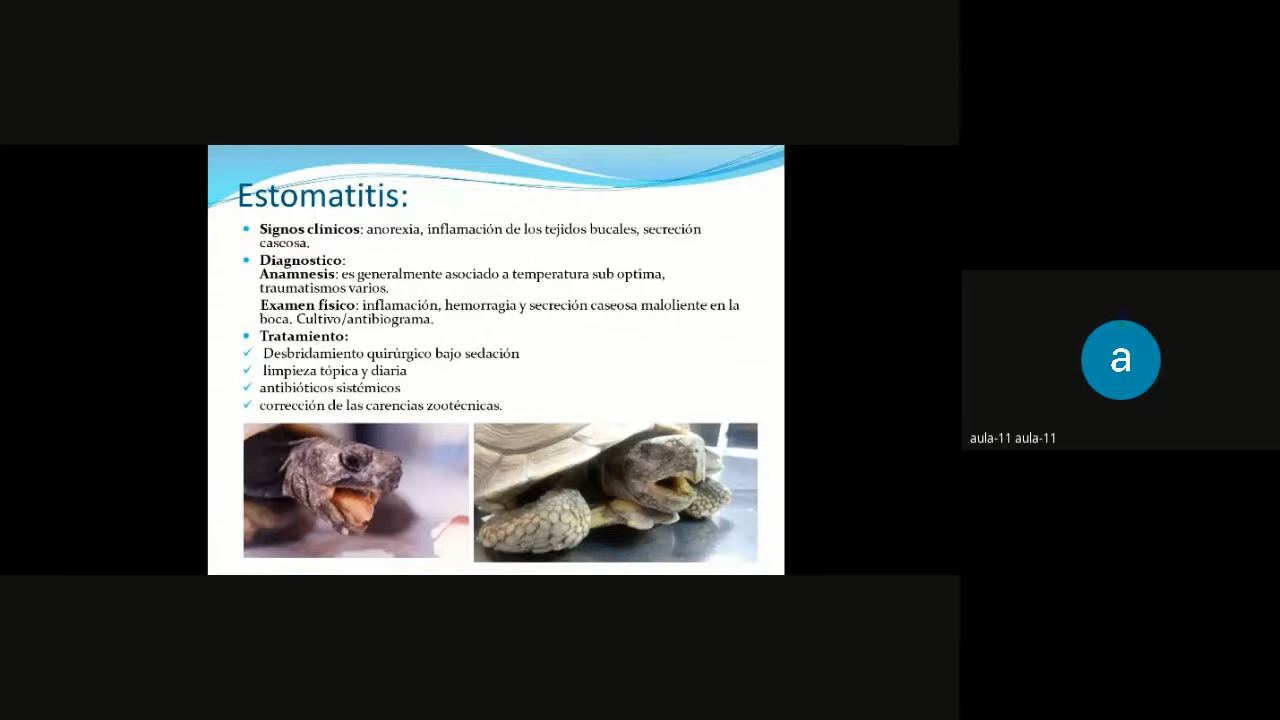 Estomatitis:
Signos clínicos: anorexia, inflamación de los tejidos bucales, secreción
caseosa.
Diagnostico:
Anamnesis: es generalmente asociado a temperatura sub optima,
traumatismos varios.
Examen físico: inflamación, hemorragia y secreción caseosa maloliente en la
boca. Cultivo/antibiograma.
Tratamiento:
Desbridamiento quirúrgico bajo sedación
limpieza tópica y diaria
antibióticos sistémicos
corrección de las carencias zootécnicas.
a
aula-11 aula-11